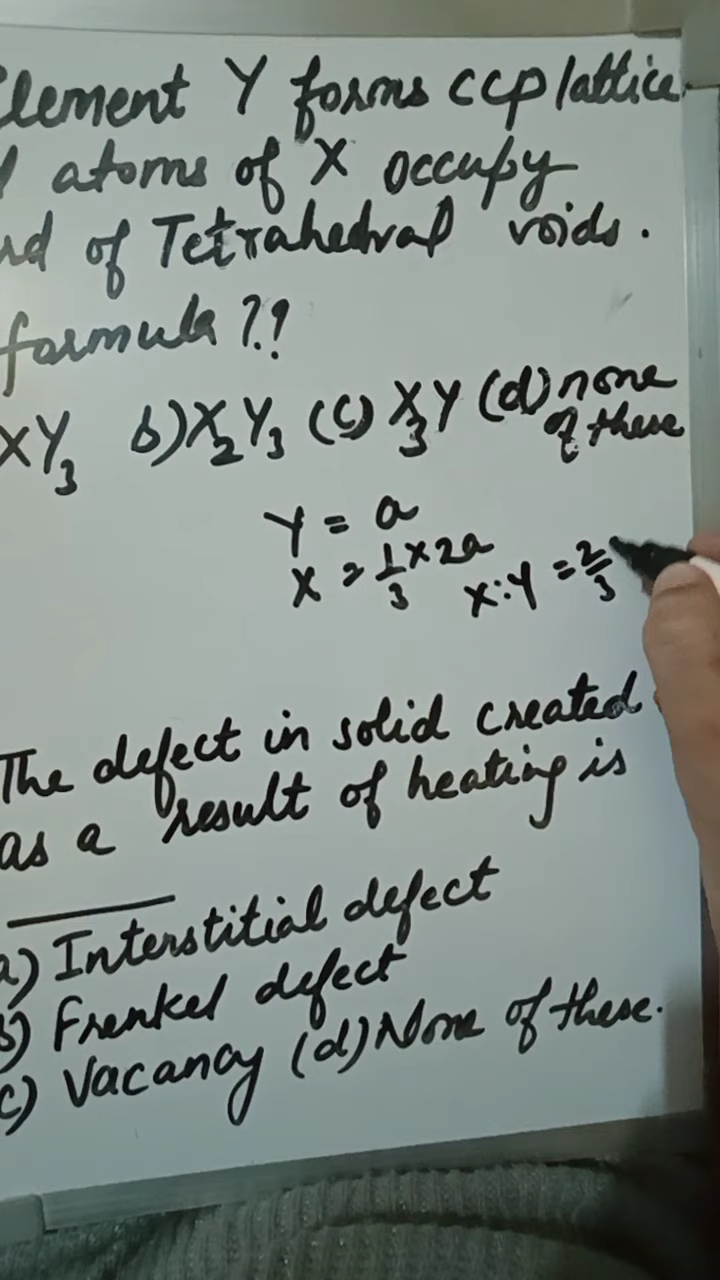 Element Y forms ccp lattice
atoms of X occupy
rd of Tetrahedral voids.
formula ??
XY3 b) X2Y3 (c) X3Y (d) none of these
Y = a
X = 1/3 × 2a
X:Y = 2/3
The defect in solid created
as a result of heating is
a) Interstitial defect
b) Frenkel defect
c) Vacancy (d) None of these.